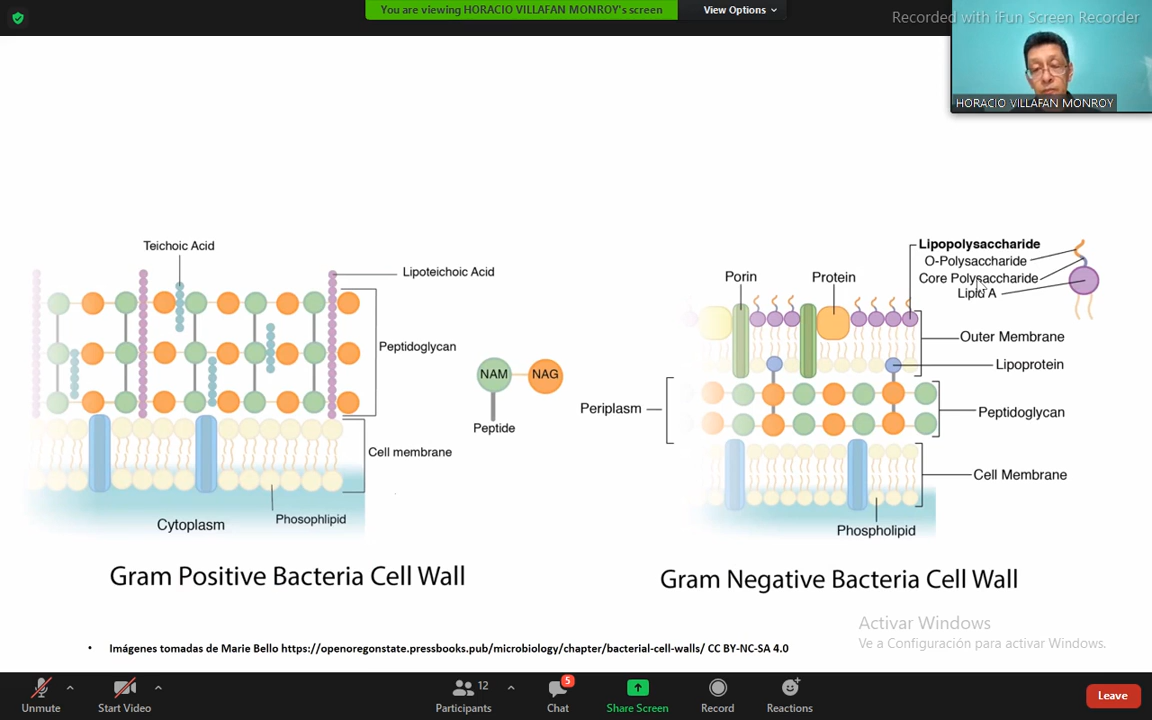 You are viewing HORACIO VILLAFAN MONROY's screen
View Options
Recorded with iFun Screen Recorder
HORACIO VILLAFAN MONROY
Teichoic Acid
Lipoteichoic Acid
Peptidoglycan
Cell membrane
Cytoplasm
Phosophlipid
Gram Positive Bacteria Cell Wall
NAM
NAG
Peptide
Porin
Protein
Lipopolysaccharide
O-Polysaccharide
Core Polysaccharide
Lipid A
Outer Membrane
Lipoprotein
Periplasm
Peptidoglycan
Cell Membrane
Phospholipid
Gram Negative Bacteria Cell Wall
Activar Windows
Ve a Configuración para activar Windows.
• Imágenes tomadas de Marie Bello https://openoregonstate.pressbooks.pub/microbiology/chapter/bacterial-cell-walls/ CC BY-NC-SA 4.0
Unmute
Start Video
12
Participants
5
Chat
Share Screen
Record
Reactions
Leave